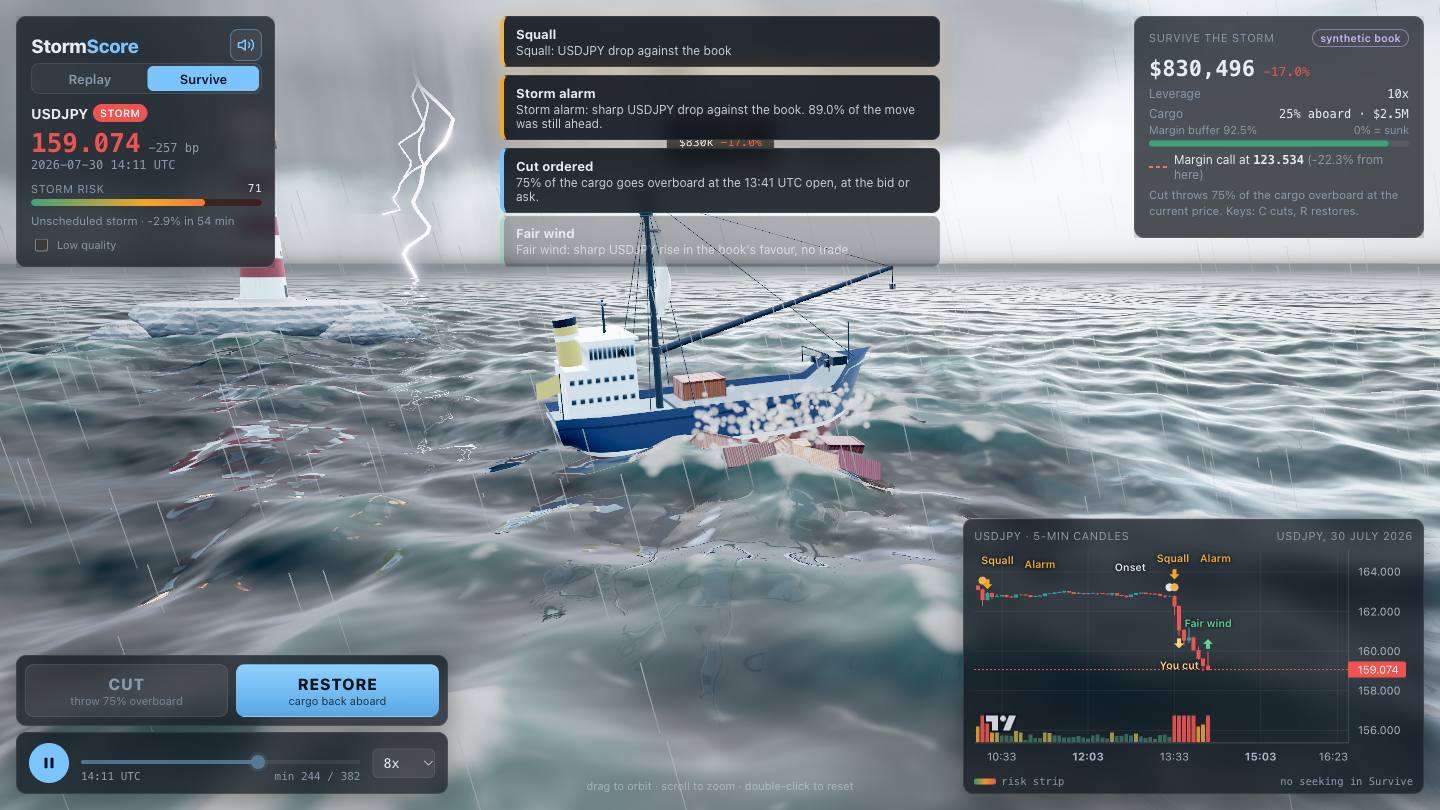 StormScore
Replay
Survive
USDJPY STORM
159.074 −257 bp
2026-07-30 14:11 UTC
STORM RISK 71
Unscheduled storm · -2.9% in 54 min
Low quality
Squall
Squall: USDJPY drop against the book
Storm alarm
Storm alarm: sharp USDJPY drop against the book. 89.0% of the move
was still ahead.
$830K −17.0%
Cut ordered
75% of the cargo goes overboard at the 13:41 UTC open, at the bid or
ask.
Fair wind
Fair wind: sharp USDJPY rise in the book's favour, no trade
SURVIVE THE STORM synthetic book
$830,496 −17.0%
Leverage 10x
Cargo 25% aboard · $2.5M
Margin buffer 92.5% 0% = sunk
Margin call at 123.534 (-22.3% from
here)
Cut throws 75% of the cargo overboard at the
current price. Keys: C cuts, R restores.
CUT
throw 75% overboard
RESTORE
cargo back aboard
14:11 UTC min 244 / 382
8x
drag to orbit · scroll to zoom · double-click to reset
USDJPY · 5-MIN CANDLES USDJPY, 30 JULY 2026
Squall Alarm Onset Squall Alarm
Fair wind
You cut
164.000
162.000
160.000
159.074
158.000
156.000
10:33 12:03 13:33 15:03 16:23
risk strip no seeking in Survive